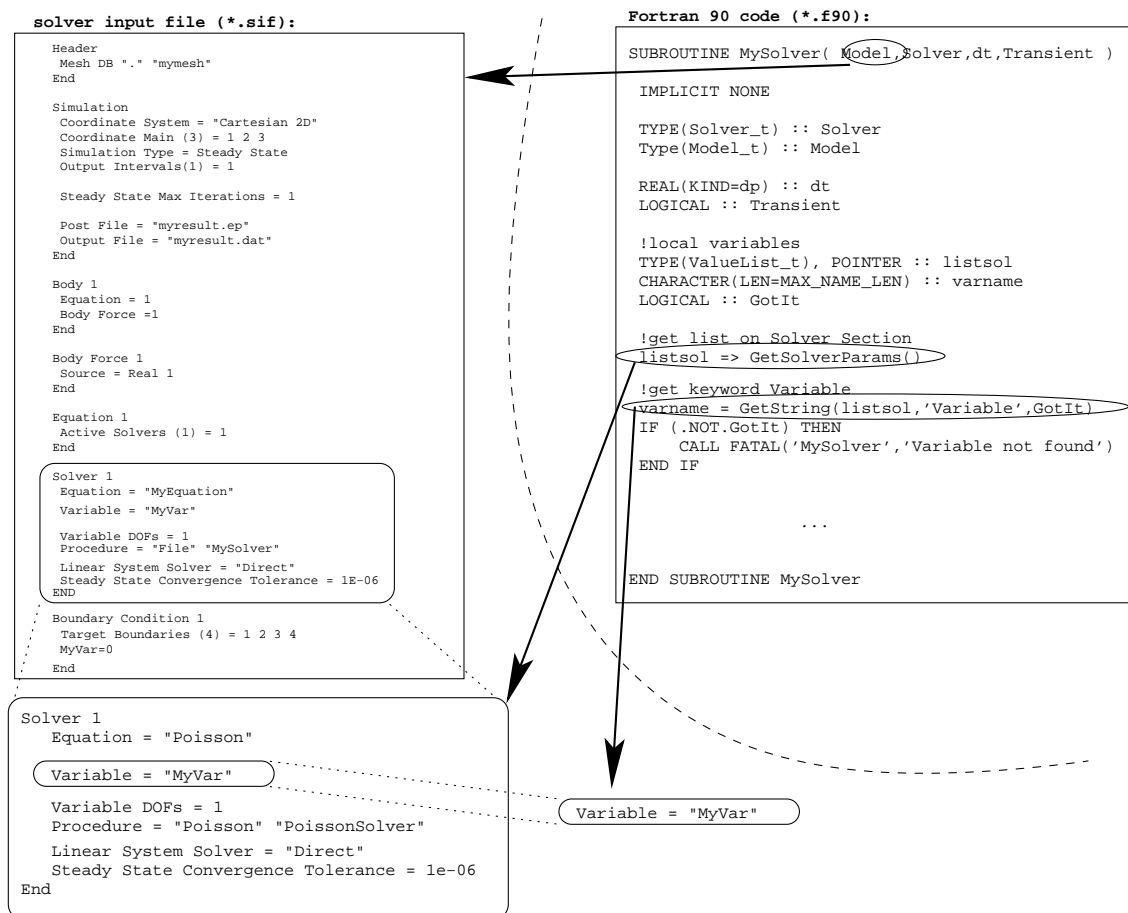 solver input file (*.sif):
Header
Mesh DB "." "mymesh"
End
Simulation
Coordinate System = "Cartesian 2D"
Coordinate Main (3) = 1 2 3
Simulation Type = Steady State
Output Intervals(1) = 1
Steady State Max Iterations = 1
Post File = "myresult.ep"
Output File = "myresult.dat"
End
Body 1
Equation = 1
Body Force =1
End
Body Force 1
Source = Real 1
End
Equation 1
Active Solvers (1) = 1
End
Solver 1
Equation = "MyEquation"
Variable = "MyVar"
Variable DOFs = 1
Procedure = "File" "MySolver"
Linear System Solver = "Direct"
Steady State Convergence Tolerance = 1E-06
END
Boundary Condition 1
Target Boundaries (4) = 1 2 3 4
MyVar=0
End
Solver 1
Equation = "Poisson"
Variable = "MyVar"
Variable DOFs = 1
Procedure = "Poisson" "PoissonSolver"
Linear System Solver = "Direct"
Steady State Convergence Tolerance = 1e-06
End
Fortran 90 code (*.f90):
SUBROUTINE MySolver( Model,Solver,dt,Transient )
IMPLICIT NONE
TYPE(Solver_t) :: Solver
Type(Model_t) :: Model
REAL(KIND=dp) :: dt
LOGICAL :: Transient
!local variables
TYPE(ValueList_t), POINTER :: listsol
CHARACTER(LEN=MAX_NAME_LEN) :: varname
LOGICAL :: GotIt
!get list on Solver Section
listsol => GetSolverParams()
!get keyword Variable
varname = GetString(listsol,'Variable',GotIt)
IF (.NOT.GotIt) THEN
CALL FATAL('MySolver','Variable not found')
END IF
...
END SUBROUTINE MySolver
Variable = "MyVar"